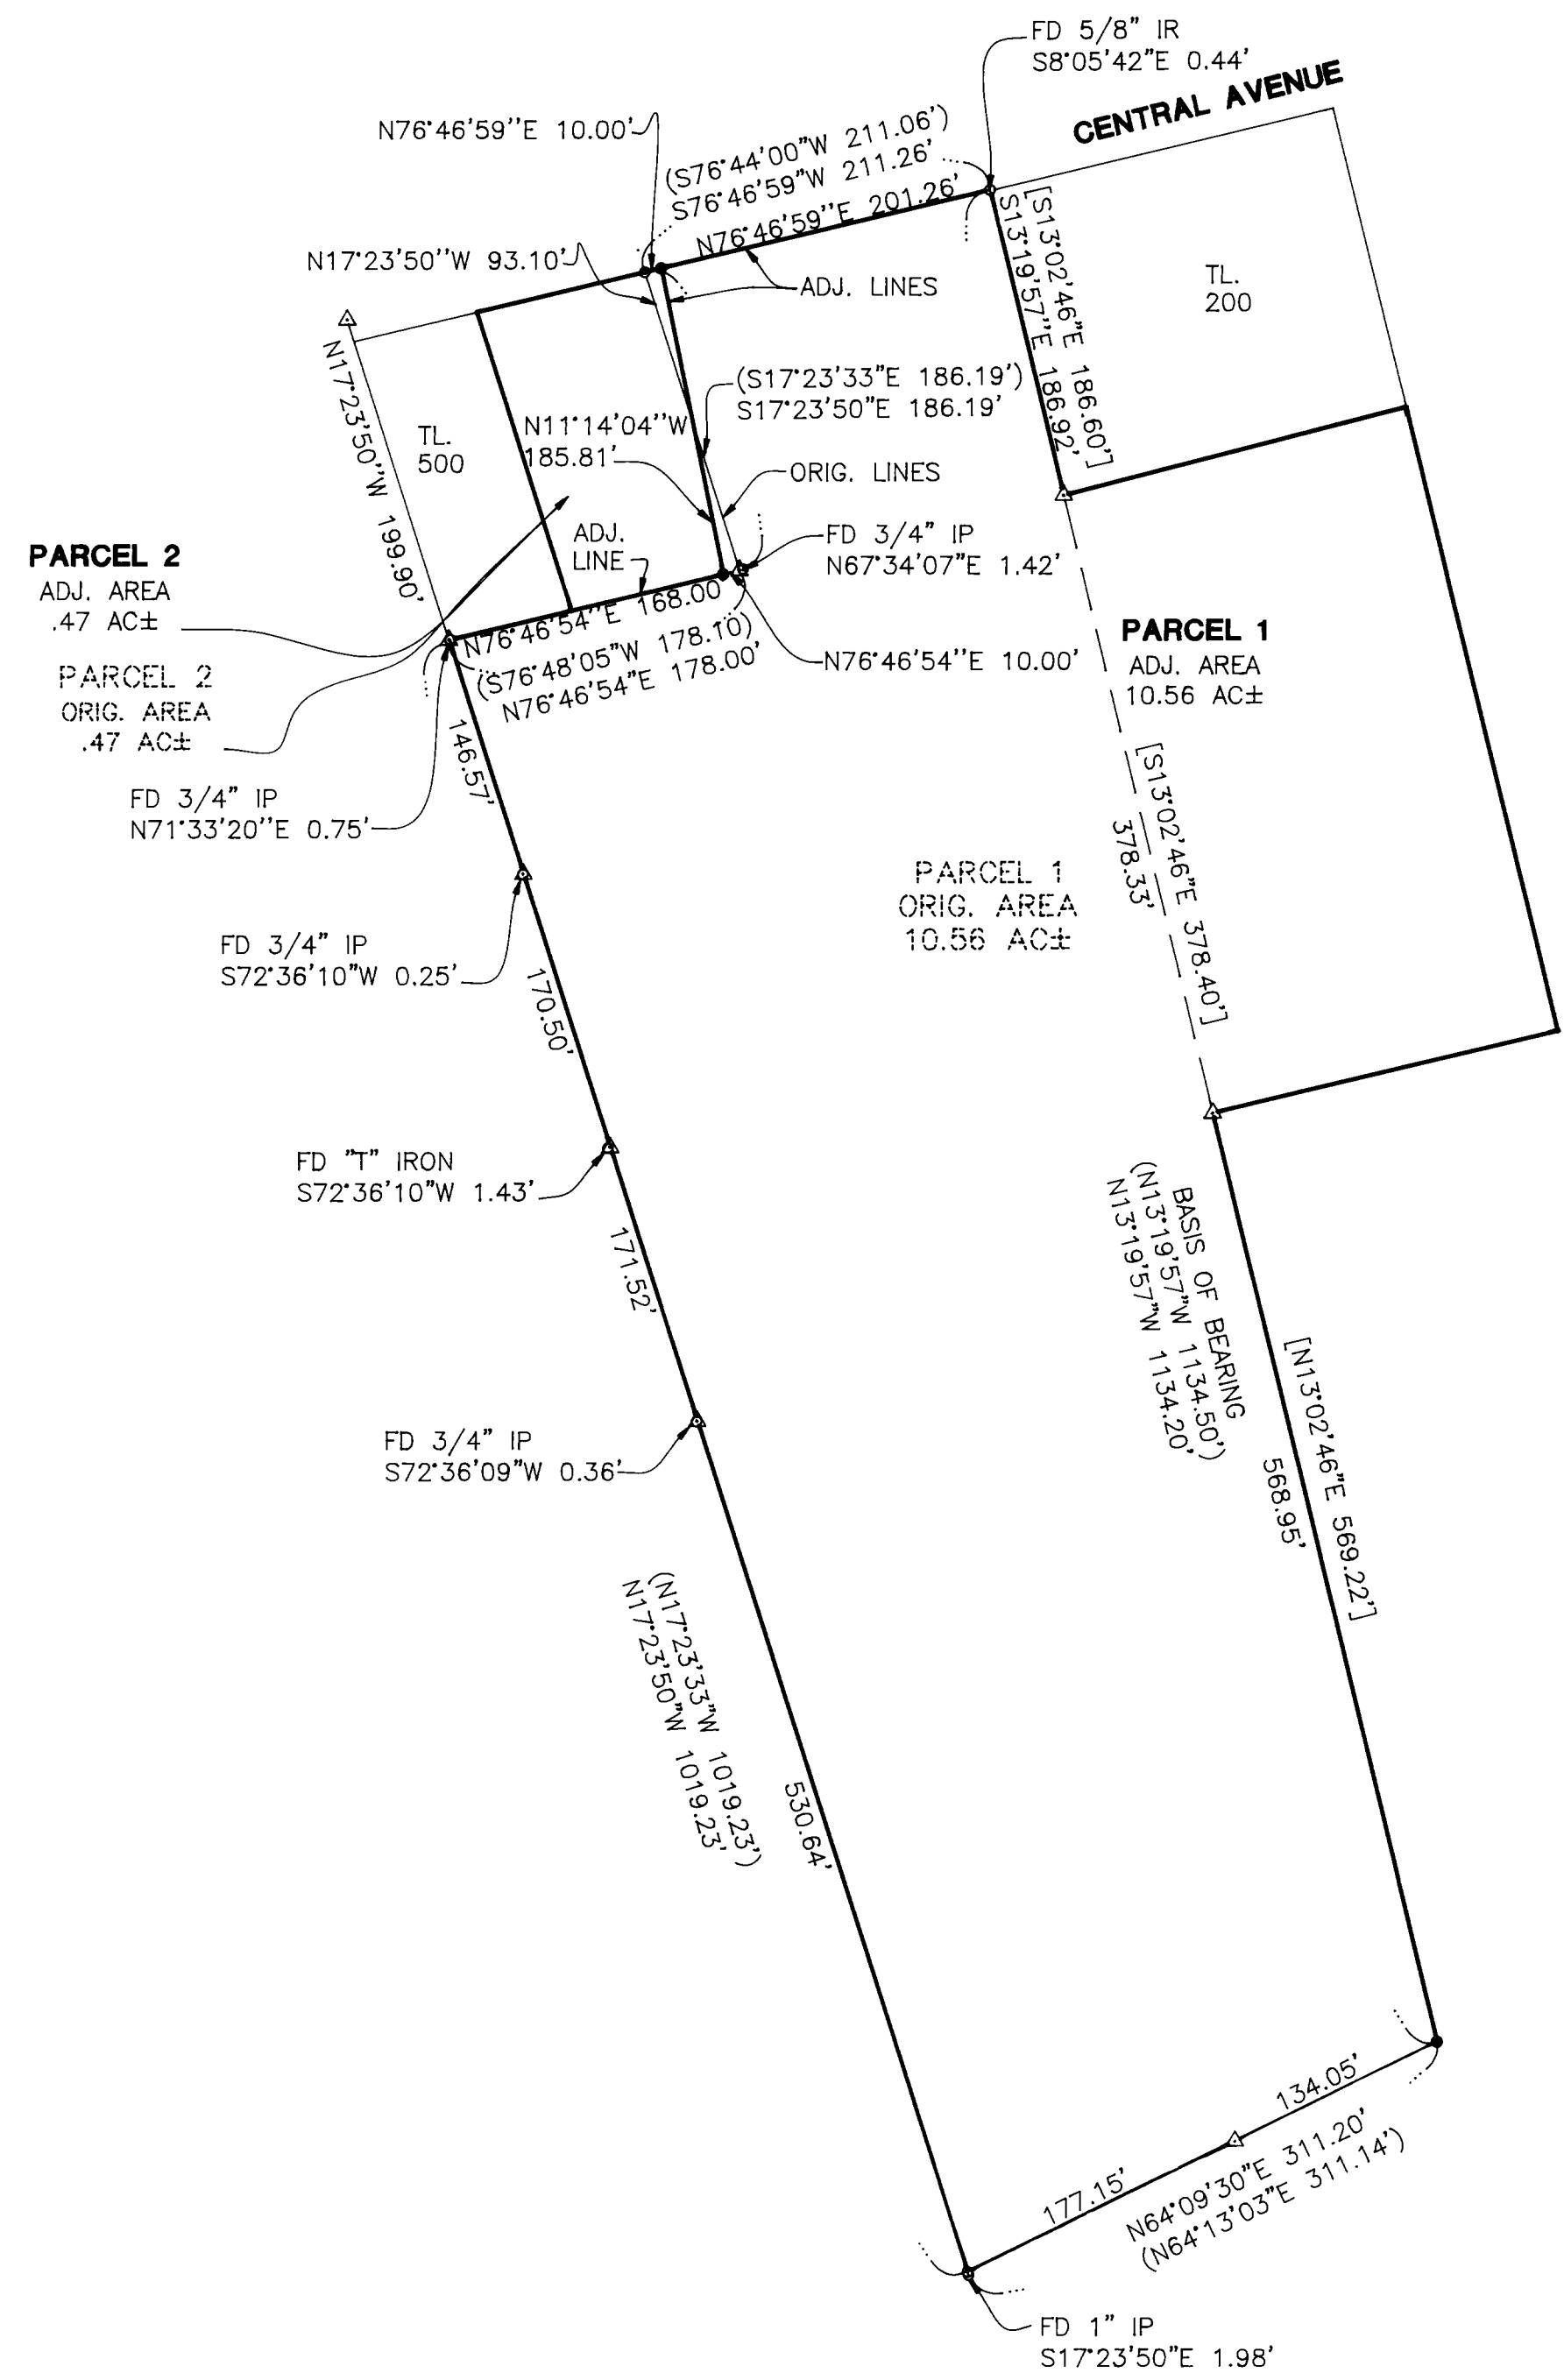 FD 5/8" IR
S8°05'42"E 0.44'
CENTRAL AVENUE
N76°46'59''E 10.00'
(S76°44'00"W 211.06')
S76°46'59"W 211.26'
N76°46'59''E 201.26'
N17°23'50''W 93.10'
ADJ. LINES
[S13°02'46"E 186.60']
S13°19'57"E 186.92'
TL.
200
N17°23'50''W 199.90'
TL.
500
N11°14'04''W
185.81'
(S17°23'33"E 186.19')
S17°23'50"E 186.19'
ORIG. LINES
ADJ.
LINE
FD 3/4" IP
N67°34'07"E 1.42'
PARCEL 2
ADJ. AREA
.47 AC±
PARCEL 2
ORIG. AREA
.47 AC±
N76°46'54''E 168.00'
(S76°48'05"W 178.10)
N76°46'54"E 178.00'
N76°46'54''E 10.00'
PARCEL 1
ADJ. AREA
10.56 AC±
FD 3/4" IP
N71°33'20''E 0.75'
146.57'
[S13°02'46"E 378.40']
378.33'
PARCEL 1
ORIG. AREA
10.56 AC±
FD 3/4" IP
S72°36'10"W 0.25'
170.50'
FD "T" IRON
S72°36'10"W 1.43'
171.52'
BASIS OF BEARING
(N13°19'57"W 1134.50')
N13°19'57"W 1134.20'
[N13°02'46"E 569.22']
568.95'
FD 3/4" IP
S72°36'09"W 0.36'
(N17°23'33"W 1019.23')
N17°23'50"W 1019.23'
530.64'
134.05'
177.15'
N64°09'30"E 311.20'
(N64°13'03"E 311.14')
FD 1" IP
S17°23'50"E 1.98'